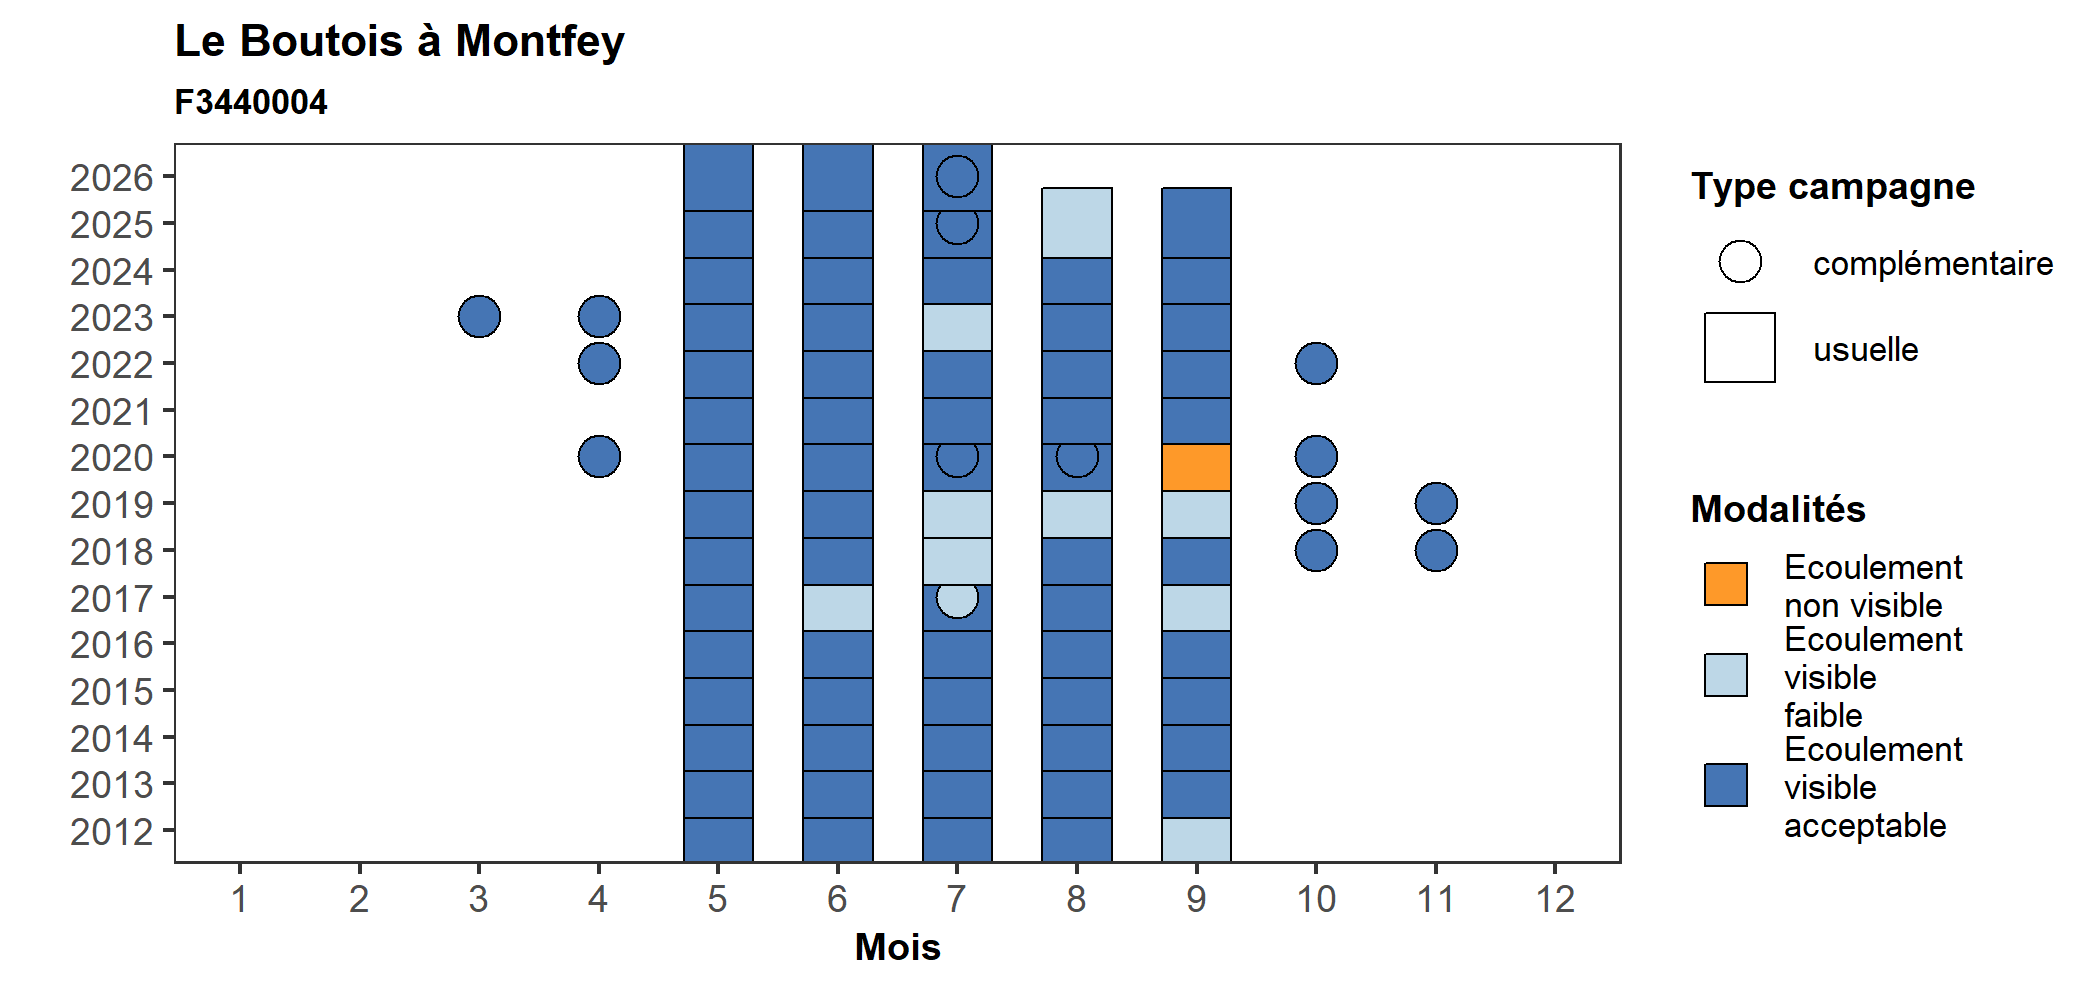 Le Boutois à Montfey
F3440004
2026
2025
2024
2023
2022
2021
2020
2019
2018
2017
2016
2015
2014
2013
2012
1 2 3 4 5 6 7 8 9 10 11 12
Mois
Type campagne
complémentaire
usuelle
Modalités
Ecoulement
non visible
Ecoulement
visible
faible
Ecoulement
visible
acceptable